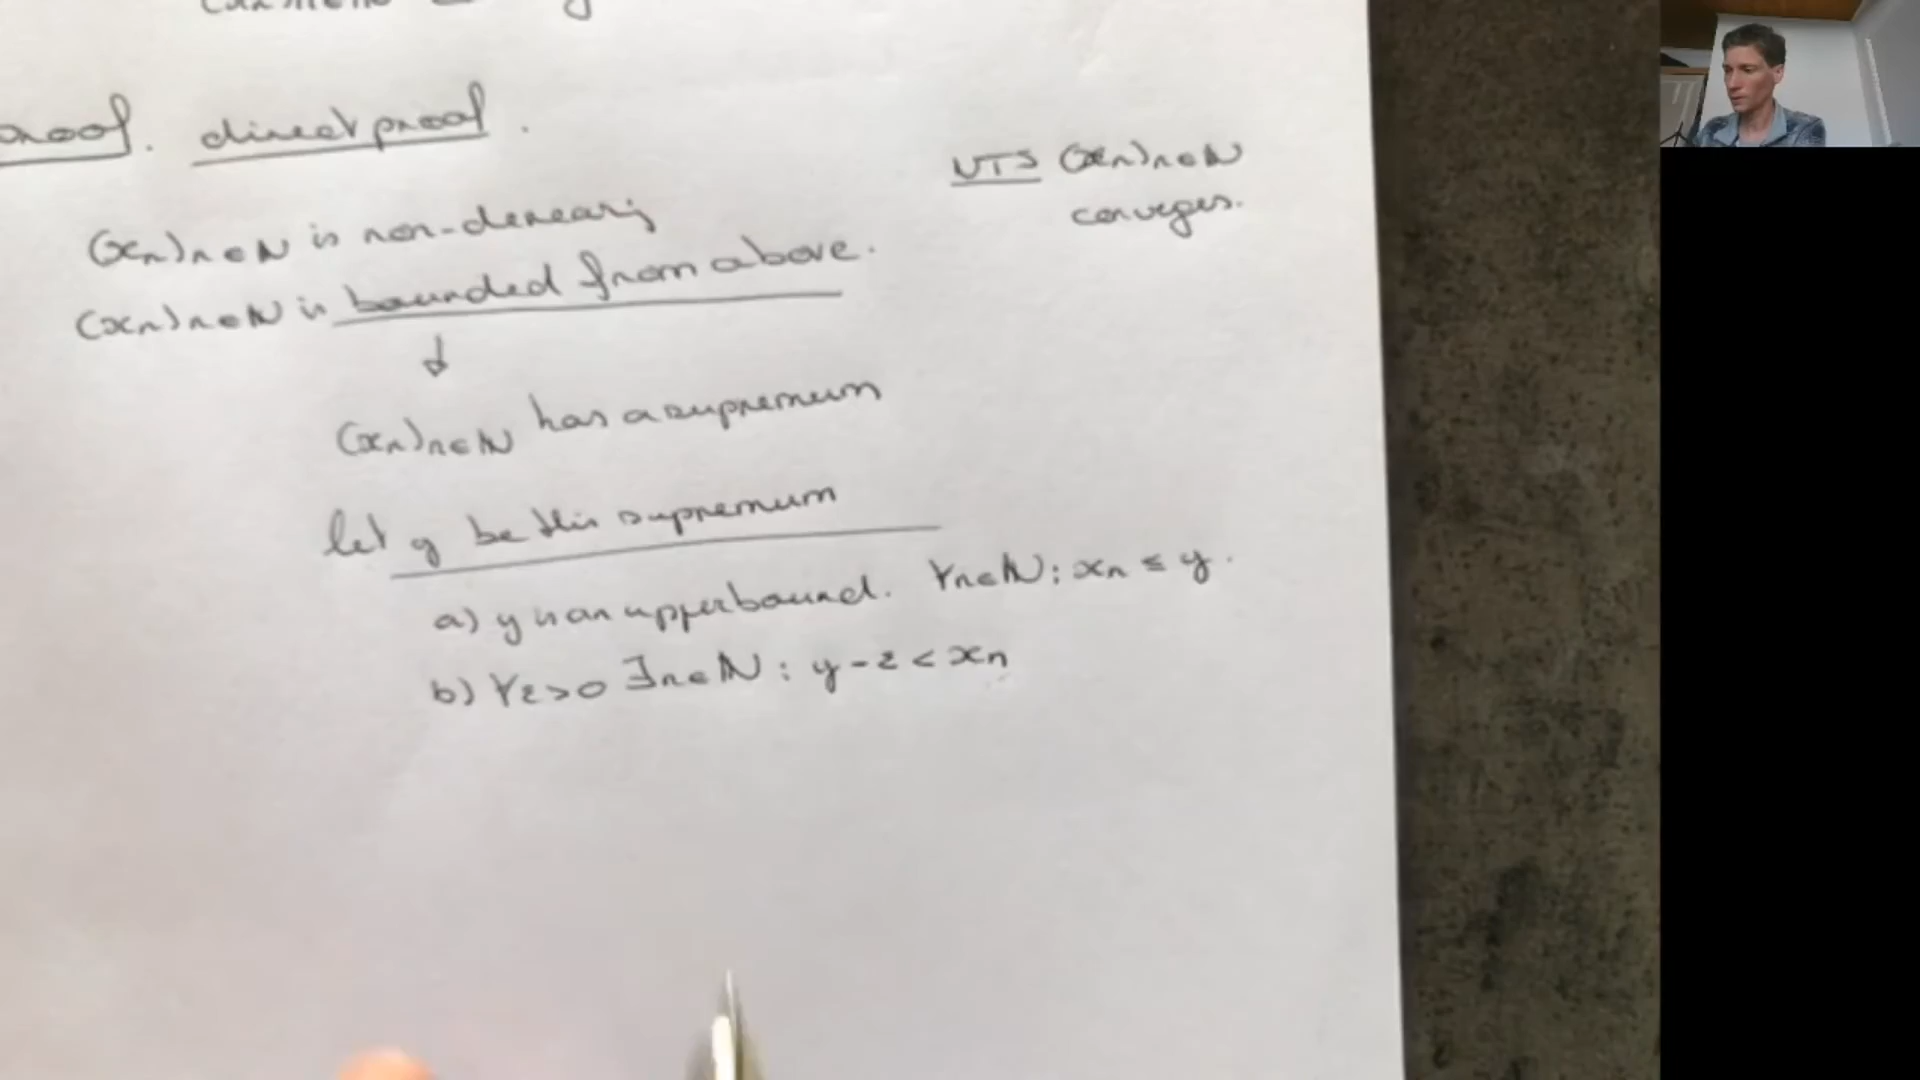 proof. direct proof.
WTS (xn)n∈ℕ
converges.
(xn)n∈ℕ is non-decreasing
(xn)n∈ℕ is bounded from above.
↓
(xn)n∈ℕ has a supremum
let y be this supremum
a) y is an upperbound. ∀n∈ℕ: xn ≤ y.
b) ∀ε>0 ∃n∈ℕ: y-ε < xn